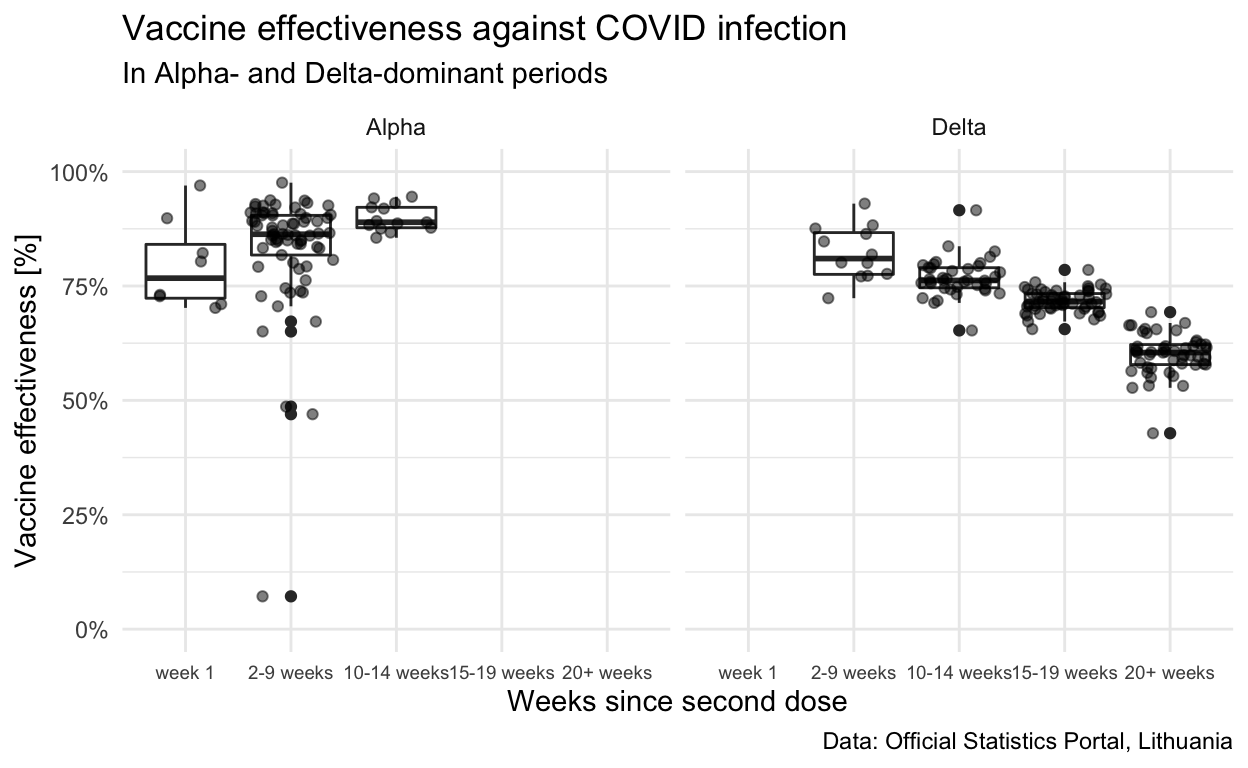 Vaccine effectiveness against COVID infection
In Alpha- and Delta-dominant periods
Alpha
Delta
Vaccine effectiveness [%]
100%
75%
50%
25%
0%
week 1 2-9 weeks 10-14 weeks 15-19 weeks 20+ weeks
week 1 2-9 weeks 10-14 weeks 15-19 weeks 20+ weeks
Weeks since second dose
Data: Official Statistics Portal, Lithuania